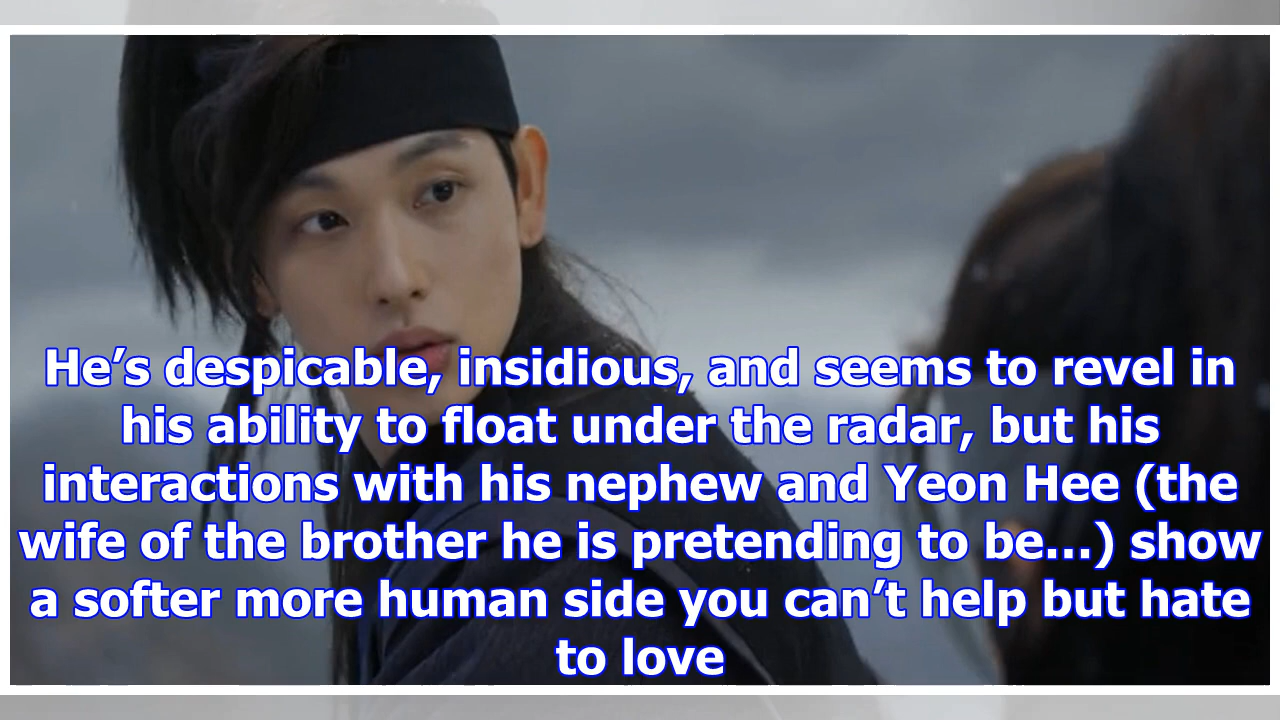 He’s despicable, insidious, and seems to revel in
his ability to float under the radar, but his
interactions with his nephew and Yeon Hee (the
wife of the brother he is pretending to be...) show
a softer more human side you can’t help but hate
to love